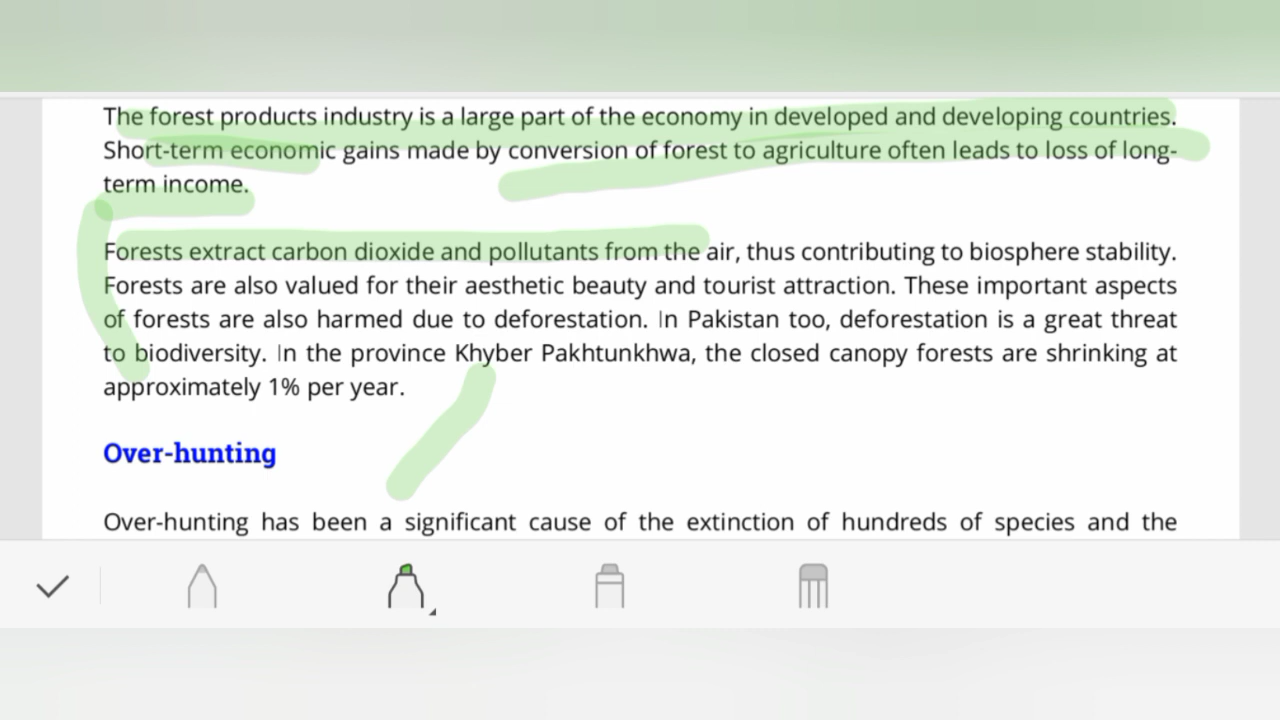 The forest products industry is a large part of the economy in developed and developing countries.
Short-term economic gains made by conversion of forest to agriculture often leads to loss of long-
term income.
Forests extract carbon dioxide and pollutants from the air, thus contributing to biosphere stability.
Forests are also valued for their aesthetic beauty and tourist attraction. These important aspects
of forests are also harmed due to deforestation. In Pakistan too, deforestation is a great threat
to biodiversity. In the province Khyber Pakhtunkhwa, the closed canopy forests are shrinking at
approximately 1% per year.
Over-hunting
Over-hunting has been a significant cause of the extinction of hundreds of species and the